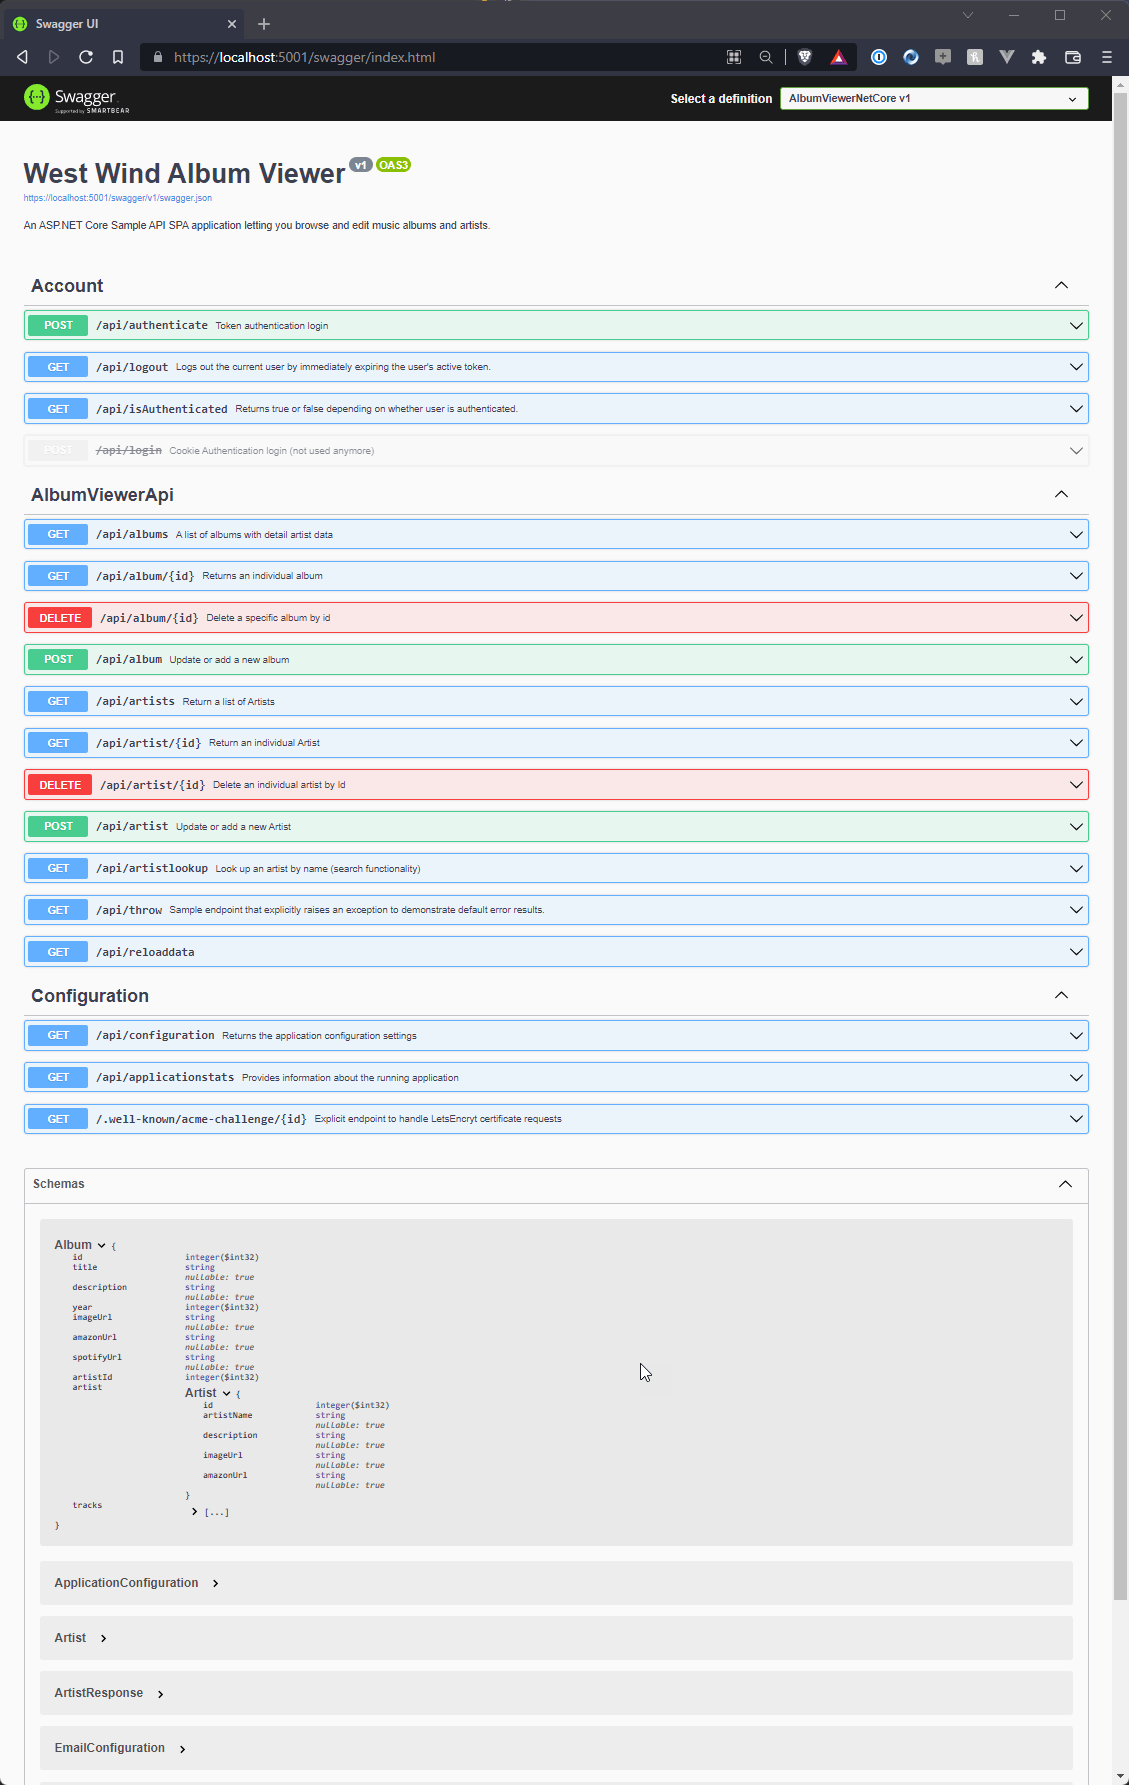 Swagger UI
https://localhost:5001/swagger/index.html
Swagger
Supported by SMARTBEAR
Select a definition
AlbumViewerNetCore v1
West Wind Album Viewer v1 OAS3
https://localhost:5001/swagger/v1/swagger.json
An ASP.NET Core Sample API SPA application letting you browse and edit music albums and artists.
Account
POST /api/authenticate Token authentication login
GET /api/logout Logs out the current user by immediately expiring the user's active token.
GET /api/isAuthenticated Returns true or false depending on whether user is authenticated.
POST /api/login Cookie Authentication login (not used anymore)
AlbumViewerApi
GET /api/albums A list of albums with detail artist data
GET /api/album/{id} Returns an individual album
DELETE /api/album/{id} Delete a specific album by id
POST /api/album Update or add a new album
GET /api/artists Return a list of Artists
GET /api/artist/{id} Return an individual Artist
DELETE /api/artist/{id} Delete an individual artist by Id
POST /api/artist Update or add a new Artist
GET /api/artistlookup Look up an artist by name (search functionality)
GET /api/throw Sample endpoint that explicitly raises an exception to demonstrate default error results.
GET /api/reloaddata
Configuration
GET /api/configuration Returns the application configuration settings
GET /api/applicationstats Provides information about the running application
GET /.well-known/acme-challenge/{id} Explicit endpoint to handle LetsEncryt certificate requests
Schemas
Album {
id integer($int32)
title string
nullable: true
description string
nullable: true
year integer($int32)
imageUrl string
nullable: true
amazonUrl string
nullable: true
spotifyUrl string
nullable: true
artistId integer($int32)
artist Artist {
id integer($int32)
artistName string
nullable: true
description string
nullable: true
imageUrl string
nullable: true
amazonUrl string
nullable: true
}
tracks [...]
}
ApplicationConfiguration
Artist
ArtistResponse
EmailConfiguration